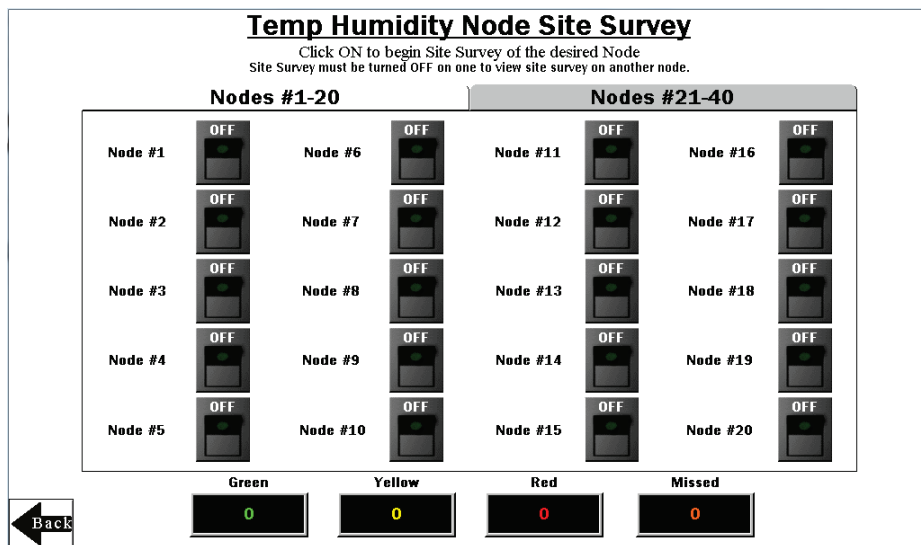 Temp Humidity Node Site Survey
Click ON to begin Site Survey of the desired Node
Site Survey must be turned OFF on one to view site survey on another node.
Nodes #1-20 Nodes #21-40
OFF OFF OFF OFF
Node #1 Node #6 Node #11 Node #16
OFF OFF OFF OFF
Node #2 Node #7 Node #12 Node #17
OFF OFF OFF OFF
Node #3 Node #8 Node #13 Node #18
OFF OFF OFF OFF
Node #4 Node #9 Node #14 Node #19
OFF OFF OFF OFF
Node #5 Node #10 Node #15 Node #20
Green Yellow Red Missed
0 0 0 0
Back